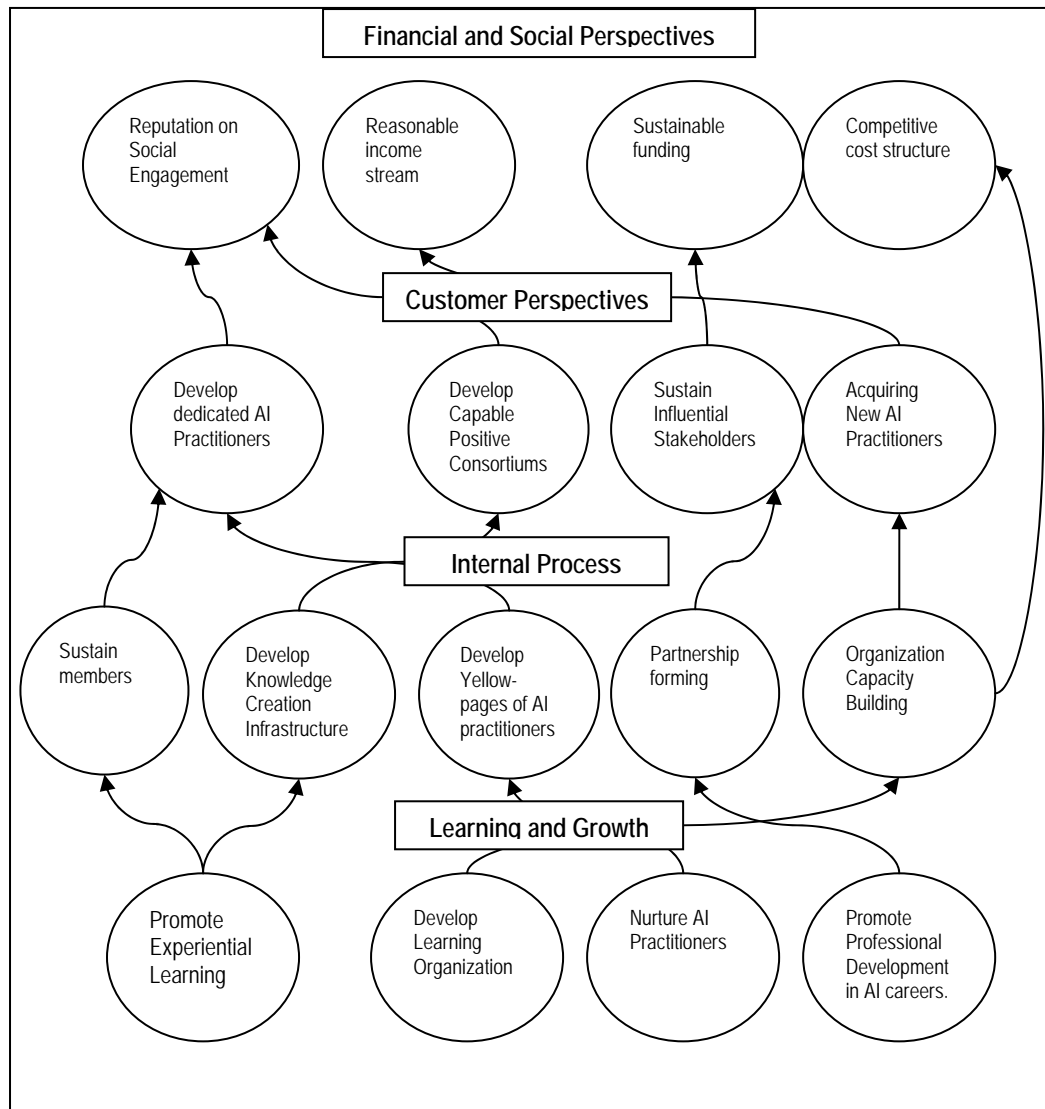 Financial and Social Perspectives
Reputation on
Social
Engagement
Reasonable
income
stream
Sustainable
funding
Competitive
cost structure
Customer Perspectives
Develop
dedicated AI
Practitioners
Develop
Capable
Positive
Consortiums
Sustain
Influential
Stakeholders
Acquiring
New AI
Practitioners
Internal Process
Sustain
members
Develop
Knowledge
Creation
Infrastructure
Develop
Yellow-
pages of AI
practitioners
Partnership
forming
Organization
Capacity
Building
Learning and Growth
Promote
Experiential
Learning
Develop
Learning
Organization
Nurture AI
Practitioners
Promote
Professional
Development
in AI careers.